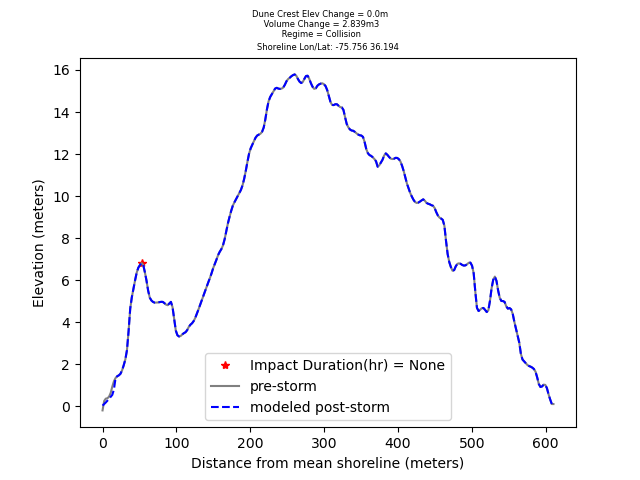 Dune Crest Elev Change = 0.0m
Volume Change = 2.839m3
Regime = Collision
Shoreline Lon/Lat: -75.756 36.194
16
14
12
10
8
6
4
2
0
Elevation (meters)
Impact Duration(hr) = None
pre-storm
modeled post-storm
0 100 200 300 400 500 600
Distance from mean shoreline (meters)